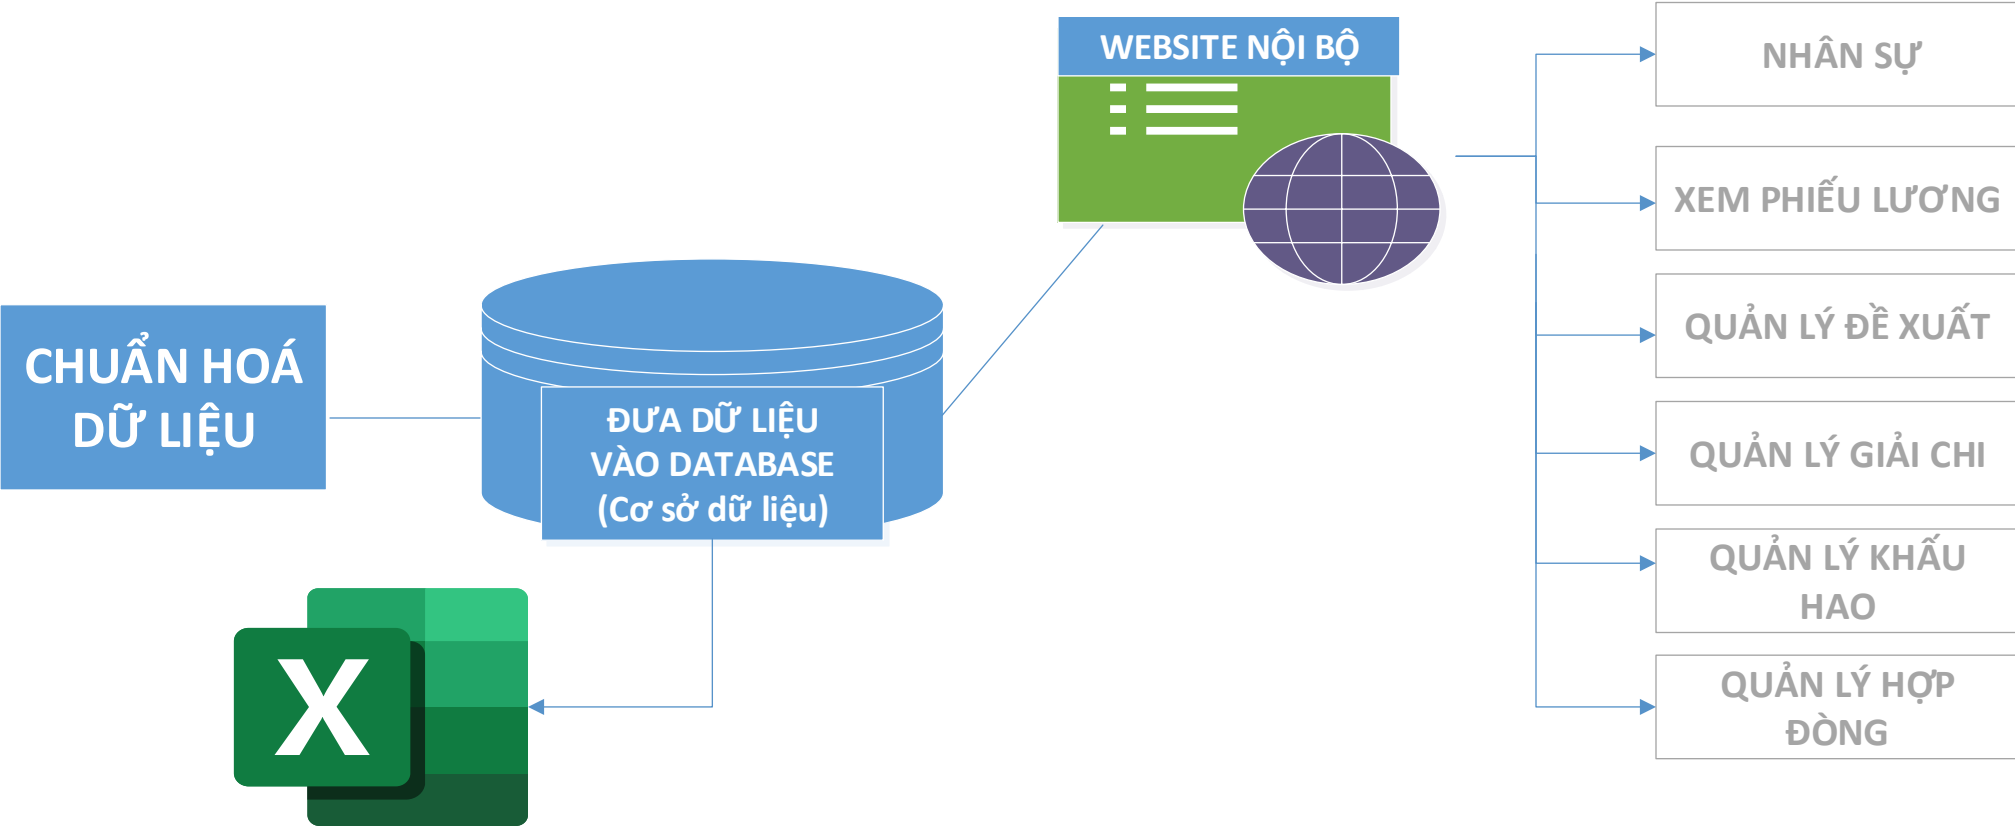 WEBSITE NỘI BỘ
NHÂN SỰ
XEM PHIẾU LƯƠNG
QUẢN LÝ ĐỀ XUẤT
CHUẨN HOÁ
DỮ LIỆU
ĐƯA DỮ LIỆU
VÀO DATABASE
(Cơ sở dữ liệu)
QUẢN LÝ GIẢI CHI
QUẢN LÝ KHẤU
HAO
QUẢN LÝ HỢP
ĐÒNG
X